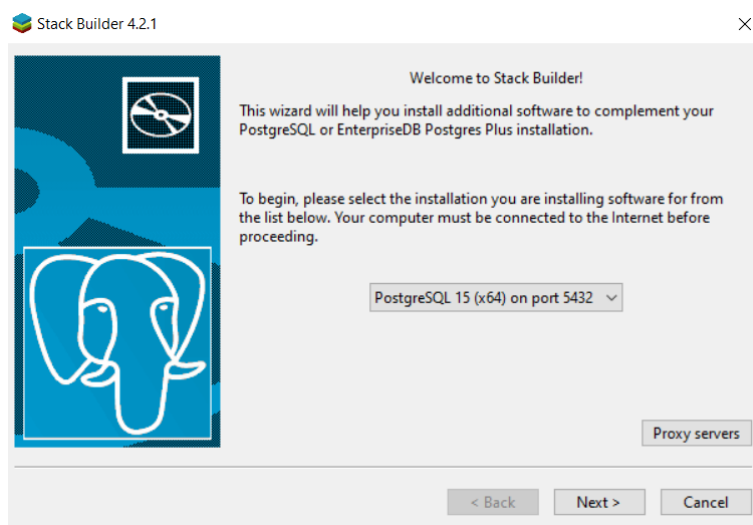 Stack Builder 4.2.1
Welcome to Stack Builder!
This wizard will help you install additional software to complement your
PostgreSQL or EnterpriseDB Postgres Plus installation.
To begin, please select the installation you are installing software for from
the list below. Your computer must be connected to the Internet before
proceeding.
PostgreSQL 15 (x64) on port 5432
Proxy servers
< Back
Next >
Cancel